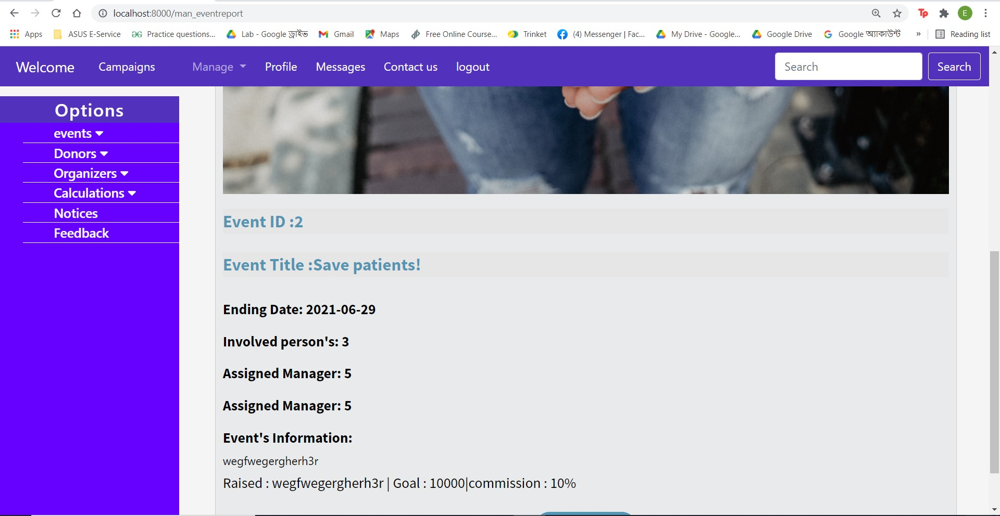 localhost:8000/man_eventreport
Tp
E
Apps
ASUS E-Service
Practice questions...
Lab - Google ড্রাইভ
Gmail
Maps
Free Online Course...
Trinket
(4) Messenger | Fac...
My Drive - Google...
Google Drive
Google অ্যাকাউন্ট
»
Reading list
Welcome
Campaigns
Manage
Profile
Messages
Contact us
logout
Search
Search
Options
events
Donors
Organizers
Calculations
Notices
Feedback
Event ID :2
Event Title :Save patients!
Ending Date: 2021-06-29
Involved person's: 3
Assigned Manager: 5
Assigned Manager: 5
Event's Information:
wegfwegergherh3r
Raised : wegfwegergherh3r | Goal : 10000|commission : 10%